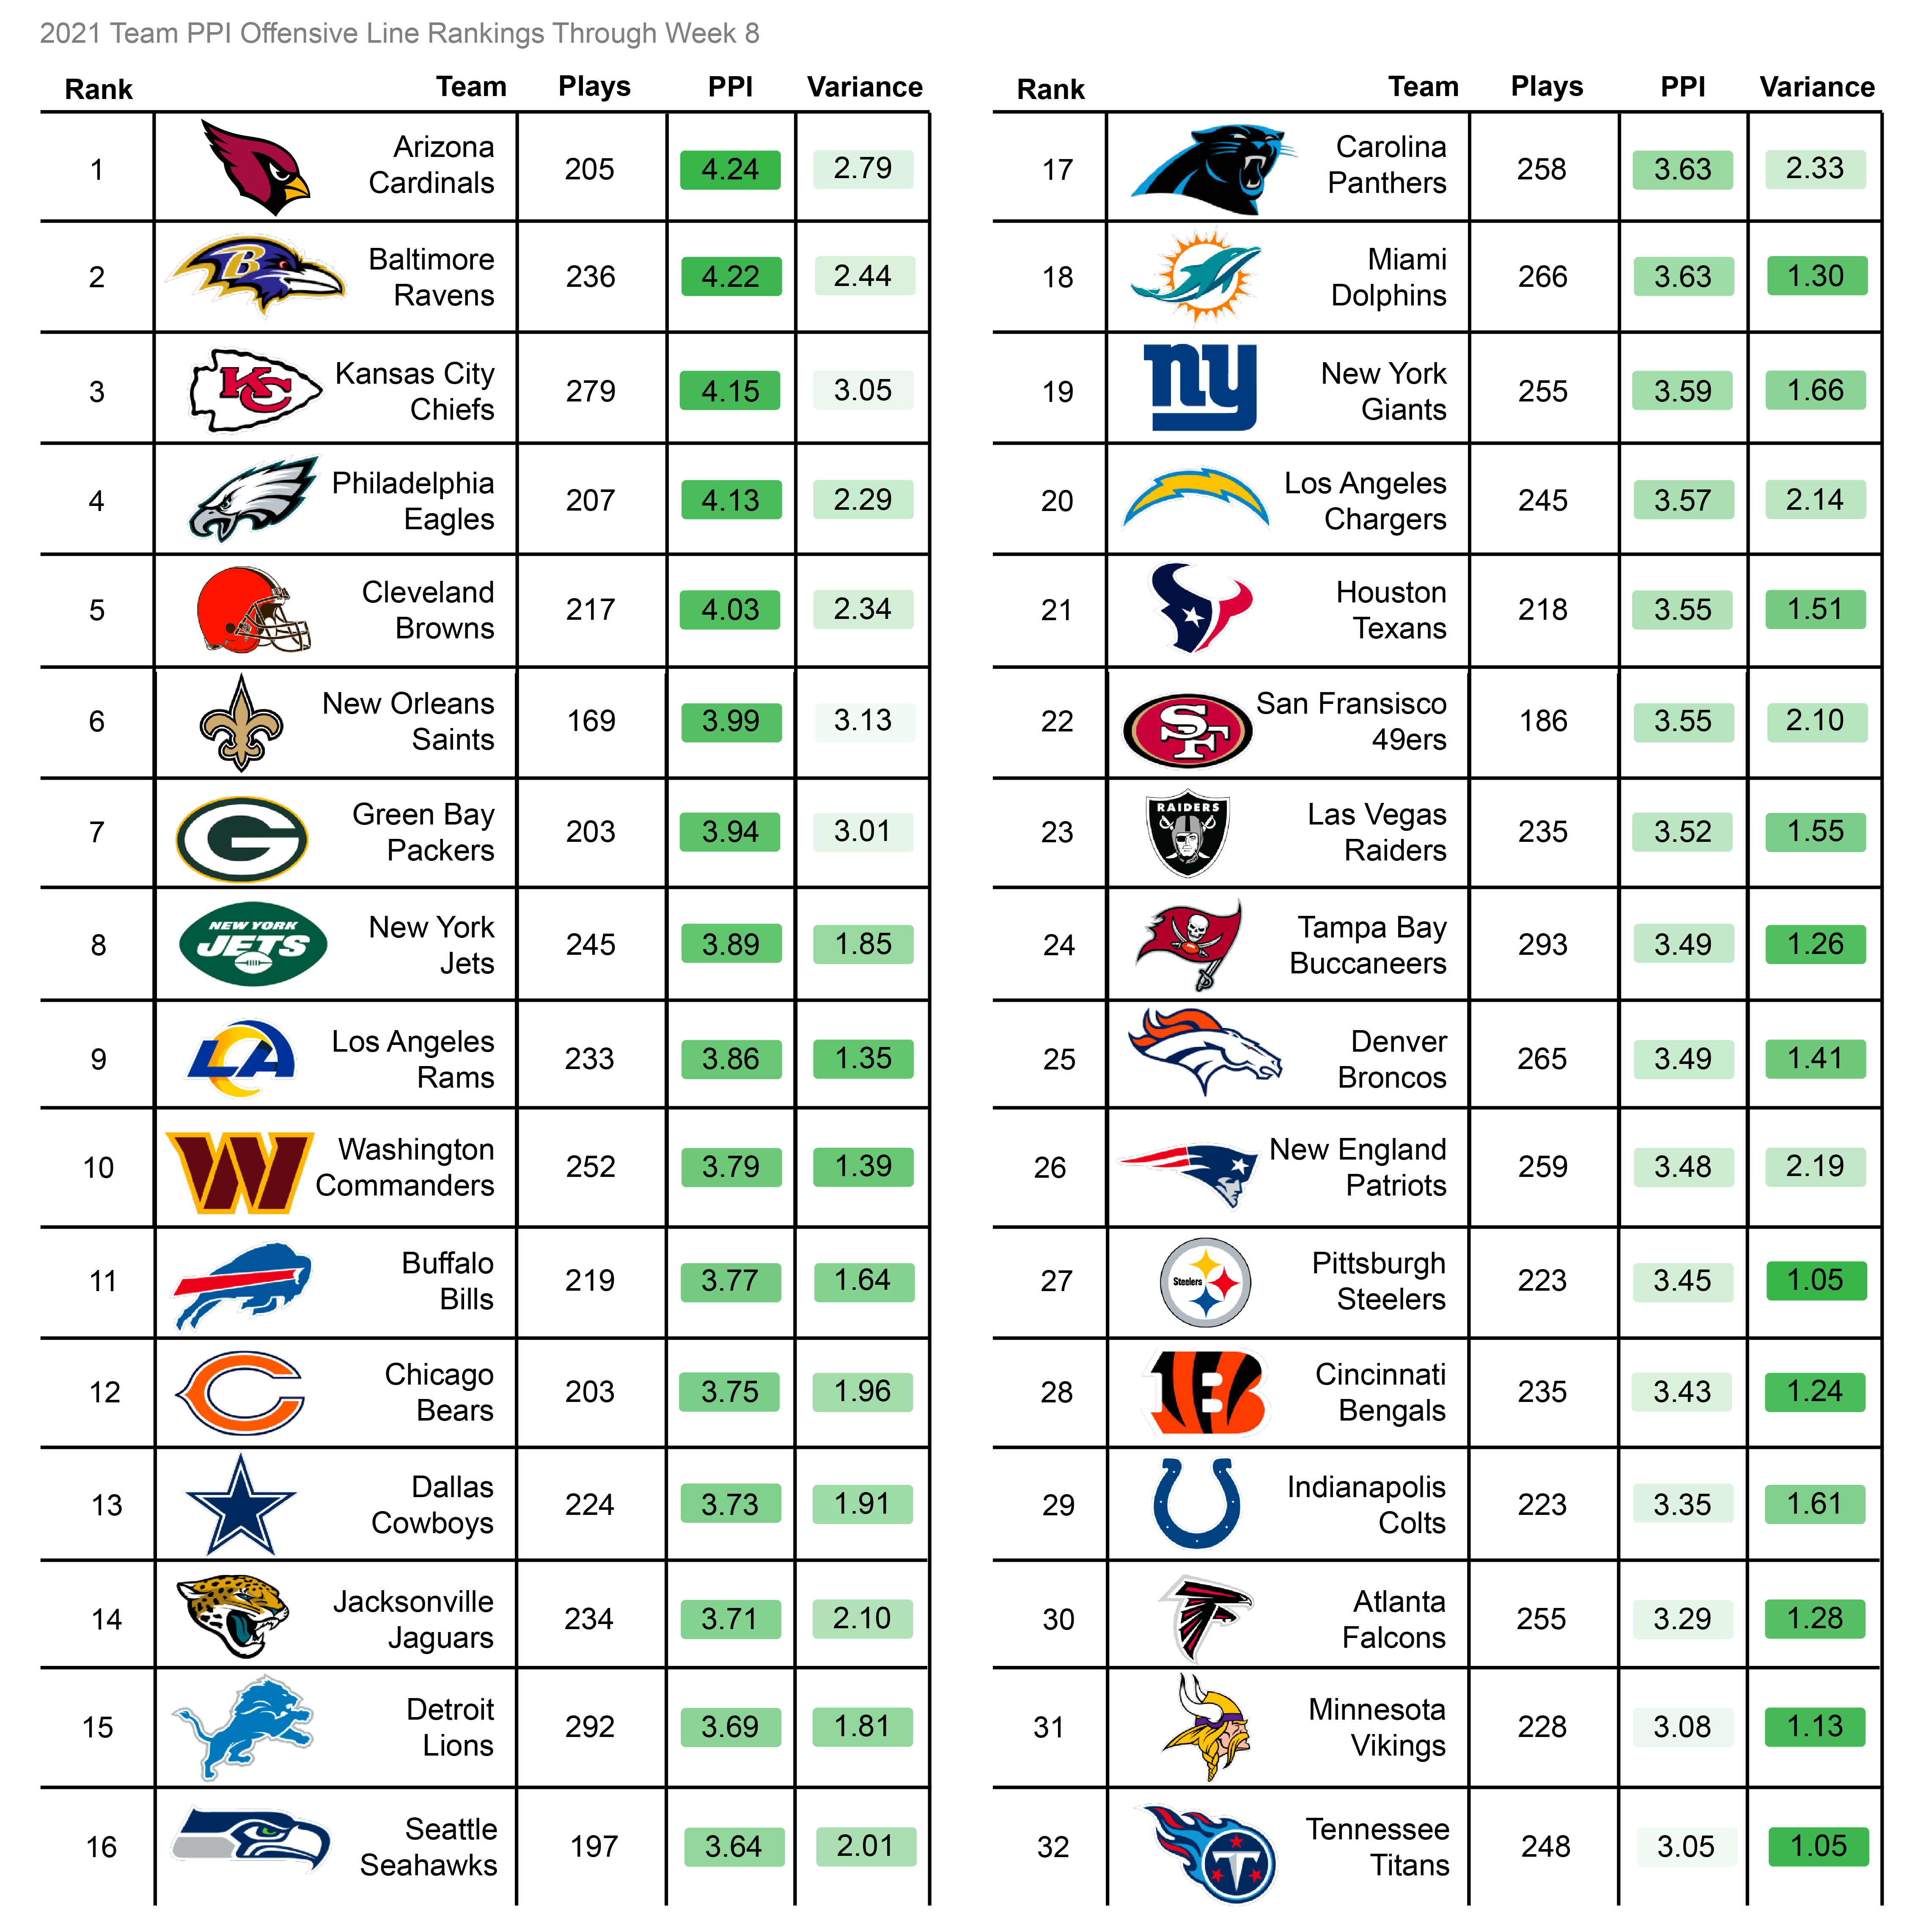 2021 Team PPI Offensive Line Rankings Through Week 8
Rank Team Plays PPI Variance
1 Arizona Cardinals 205 4.24 2.79
2 Baltimore Ravens 236 4.22 2.44
B
3 Kansas City Chiefs 279 4.15 3.05
KC
4 Philadelphia Eagles 207 4.13 2.29
5 Cleveland Browns 217 4.03 2.34
6 New Orleans Saints 169 3.99 3.13
7 Green Bay Packers 203 3.94 3.01
G
8 New York Jets 245 3.89 1.85
NEW YORK
JETS
9 Los Angeles Rams 233 3.86 1.35
LA
10 Washington Commanders 252 3.79 1.39
W
11 Buffalo Bills 219 3.77 1.64
12 Chicago Bears 203 3.75 1.96
C
13 Dallas Cowboys 224 3.73 1.91
14 Jacksonville Jaguars 234 3.71 2.10
15 Detroit Lions 292 3.69 1.81
16 Seattle Seahawks 197 3.64 2.01
Rank Team Plays PPI Variance
17 Carolina Panthers 258 3.63 2.33
18 Miami Dolphins 266 3.63 1.30
19 New York Giants 255 3.59 1.66
ny
20 Los Angeles Chargers 245 3.57 2.14
21 Houston Texans 218 3.55 1.51
22 San Fransisco 49ers 186 3.55 2.10
SF
23 Las Vegas Raiders 235 3.52 1.55
RAIDERS
24 Tampa Bay Buccaneers 293 3.49 1.26
25 Denver Broncos 265 3.49 1.41
26 New England Patriots 259 3.48 2.19
27 Pittsburgh Steelers 223 3.45 1.05
Steelers
28 Cincinnati Bengals 235 3.43 1.24
B
29 Indianapolis Colts 223 3.35 1.61
30 Atlanta Falcons 255 3.29 1.28
31 Minnesota Vikings 228 3.08 1.13
32 Tennessee Titans 248 3.05 1.05
T